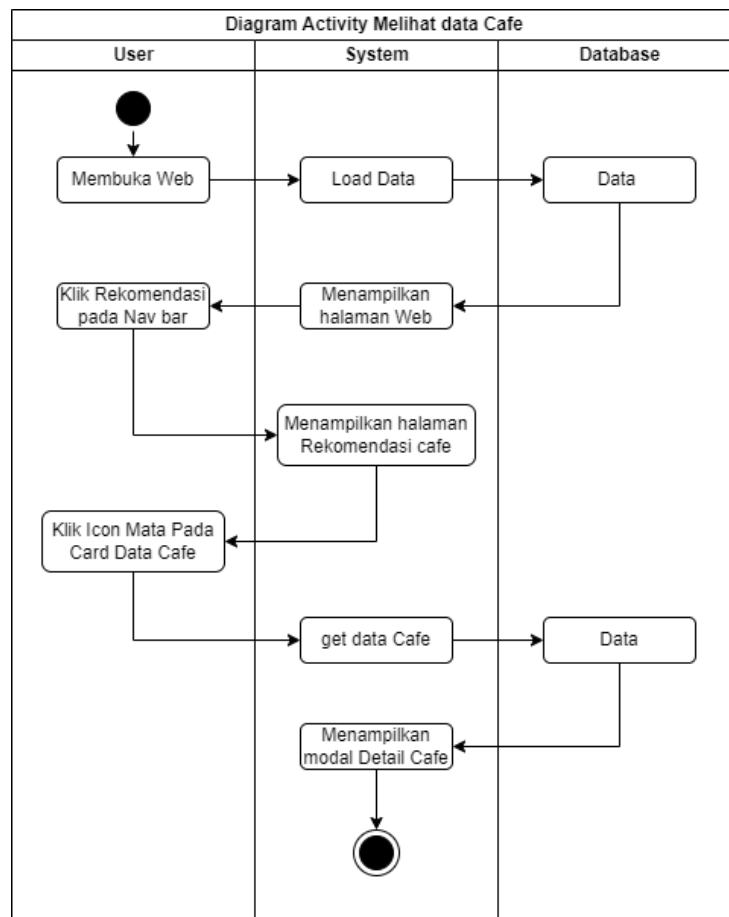 Diagram Activity Melihat data Cafe
User
System
Database
Membuka Web
Load Data
Data
Klik Rekomendasi
pada Nav bar
Menampilkan
halaman Web
Menampilkan halaman
Rekomendasi cafe
Klik Icon Mata Pada
Card Data Cafe
get data Cafe
Data
Menampilkan
modal Detail Cafe